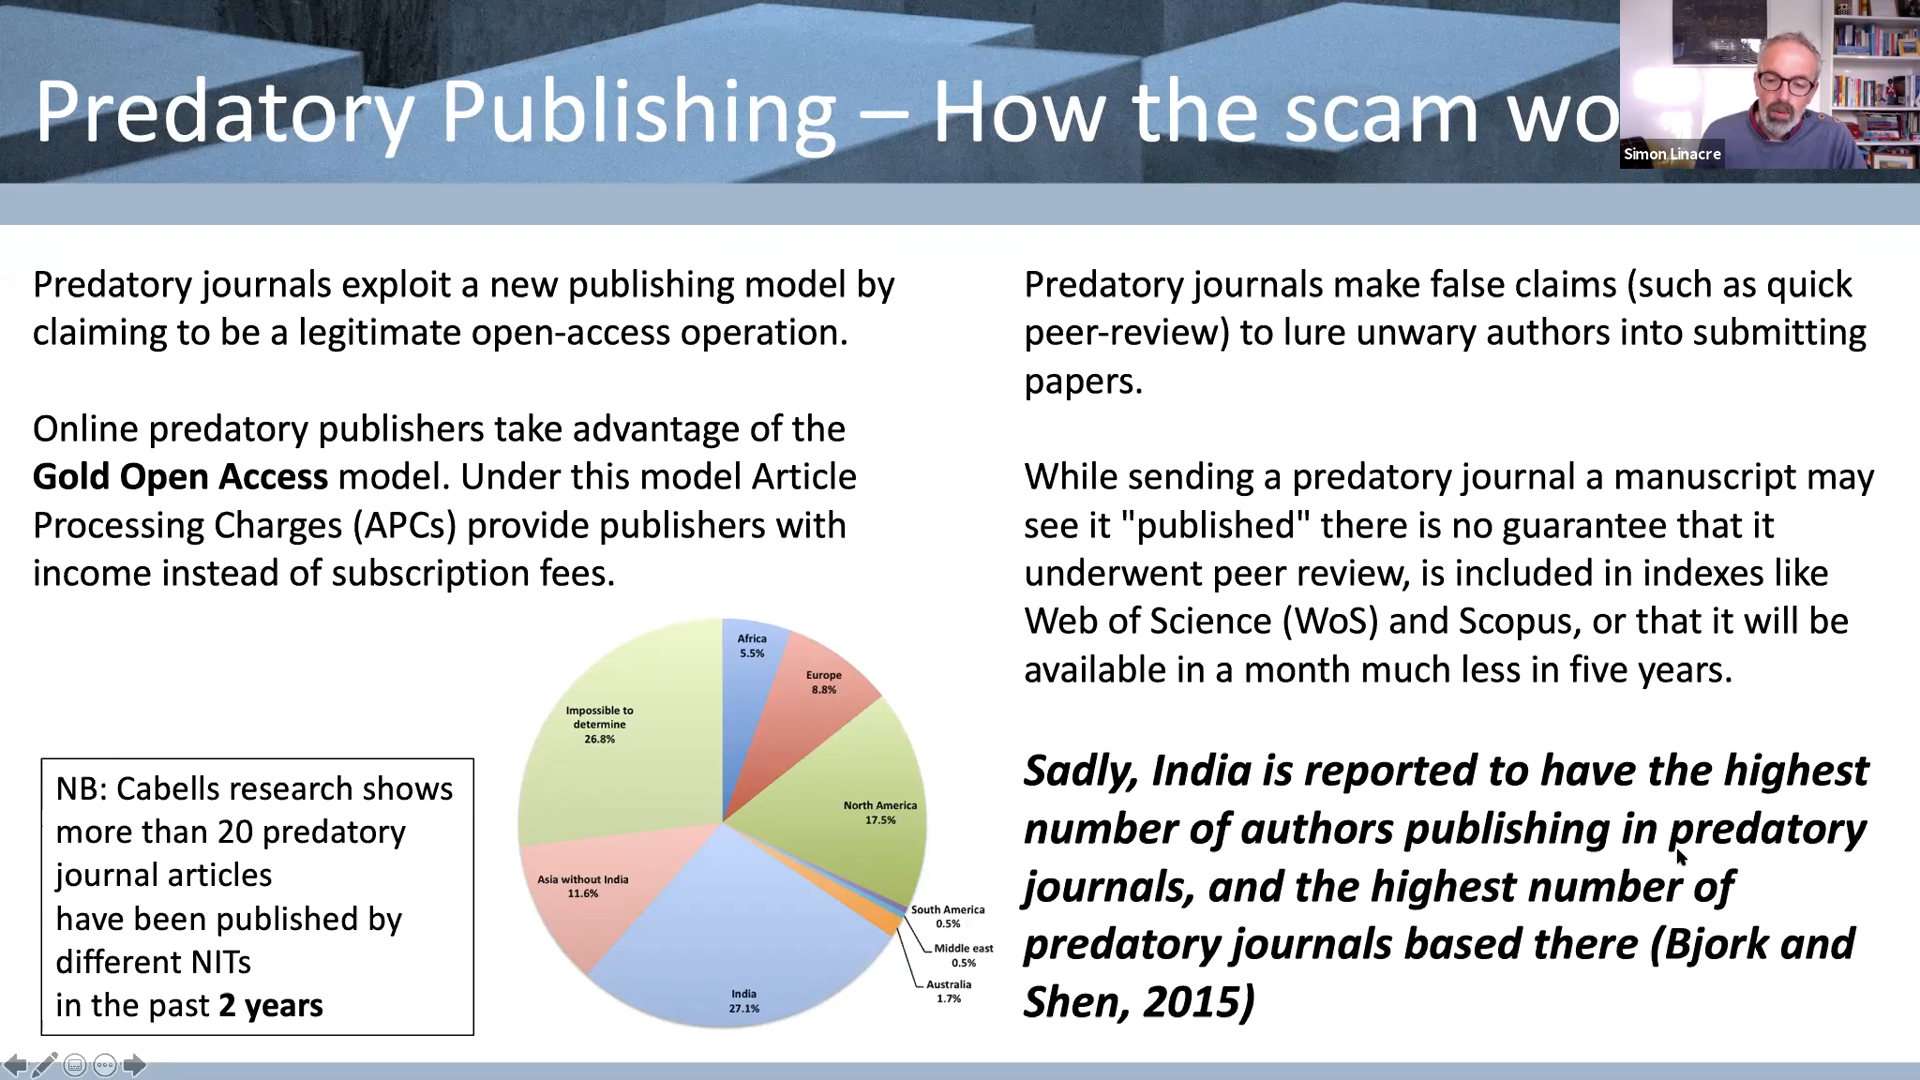 Predatory Publishing – How the scam wo
Simon Linacre
Predatory journals exploit a new publishing model by
claiming to be a legitimate open-access operation.
Online predatory publishers take advantage of the
Gold Open Access model. Under this model Article
Processing Charges (APCs) provide publishers with
income instead of subscription fees.
NB: Cabells research shows
more than 20 predatory
journal articles
have been published by
different NITs
in the past 2 years
Africa
5.5%
Europe
8.8%
North America
17.5%
South America
0.5%
Middle east
0.5%
Australia
1.7%
India
27.1%
Asia without India
11.6%
Impossible to
determine
26.8%
Predatory journals make false claims (such as quick
peer-review) to lure unwary authors into submitting
papers.
While sending a predatory journal a manuscript may
see it "published" there is no guarantee that it
underwent peer review, is included in indexes like
Web of Science (WoS) and Scopus, or that it will be
available in a month much less in five years.
Sadly, India is reported to have the highest
number of authors publishing in predatory
journals, and the highest number of
predatory journals based there (Bjork and
Shen, 2015)